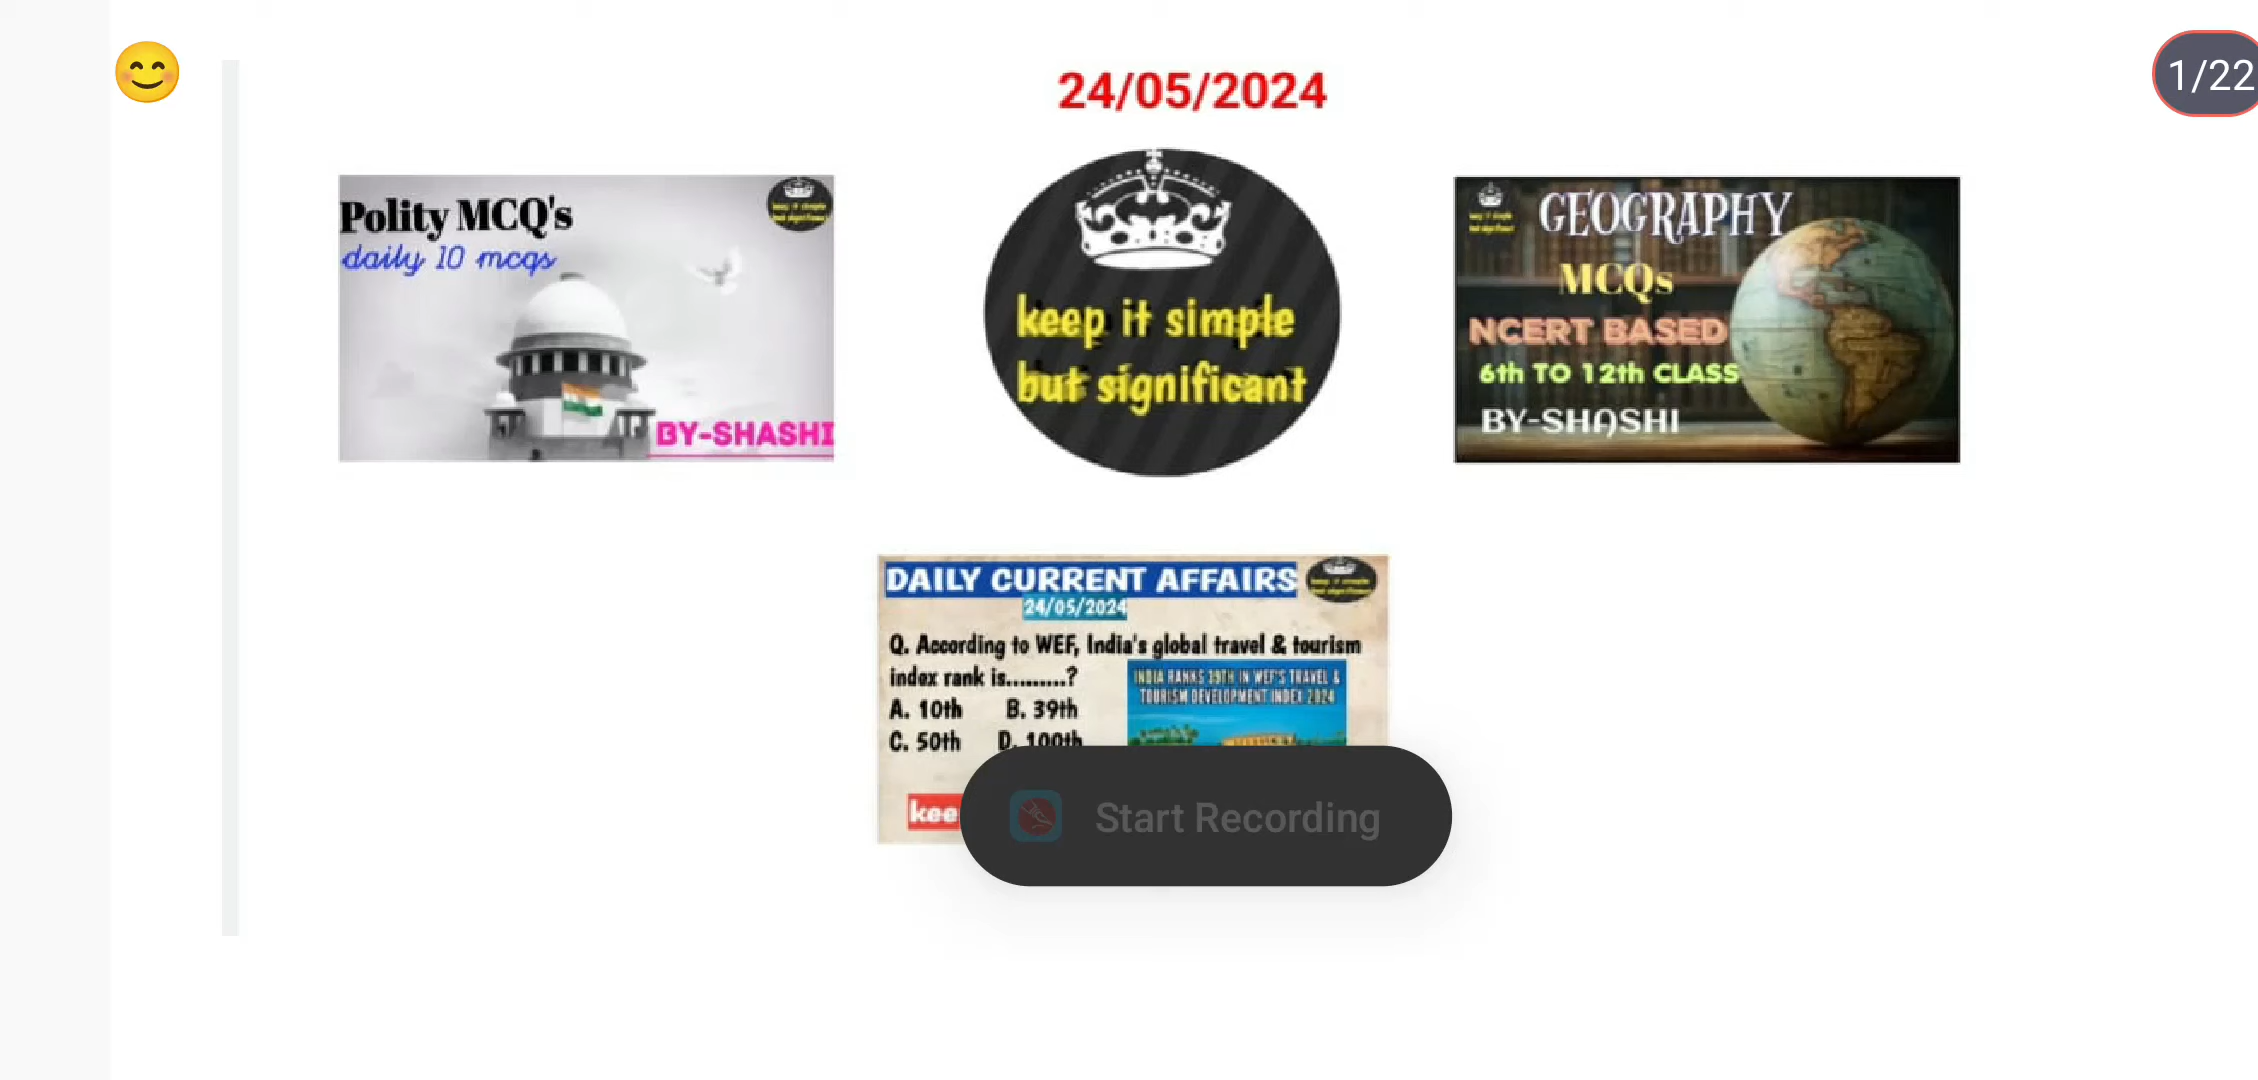 24/05/2024
1/22
Polity MCQ's
daily 10 mcqs
BY-SHASHI
keep it simple
but significant
GEOGRAPHY
MCQs
NCERT BASED
6th TO 12th CLASS
BY-SHASHI
DAILY CURRENT AFFAIRS
24/05/2024
Q. According to WEF, India's global travel & tourism
index rank is.........?
A. 10th B. 39th
C. 50th D. 100th
INDIA RANKS 39TH IN WEF'S TRAVEL &
TOURISM DEVELOPMENT INDEX 2024
kee
Start Recording